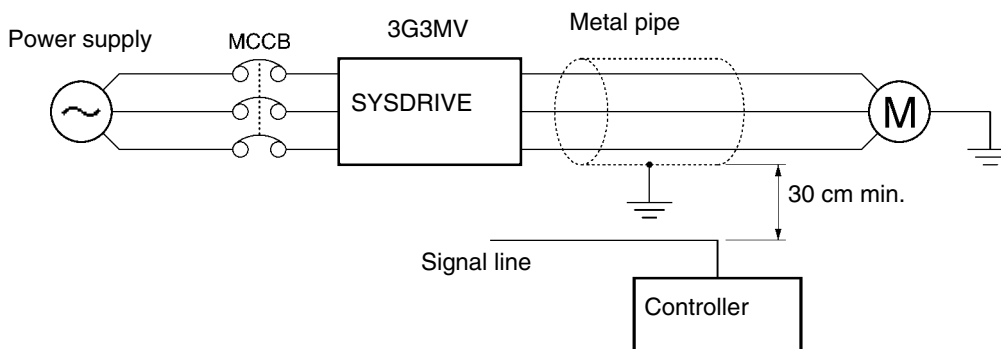 3G3MV
Metal pipe
Power supply
MCCB
SYSDRIVE
M
30 cm min.
Signal line
Controller